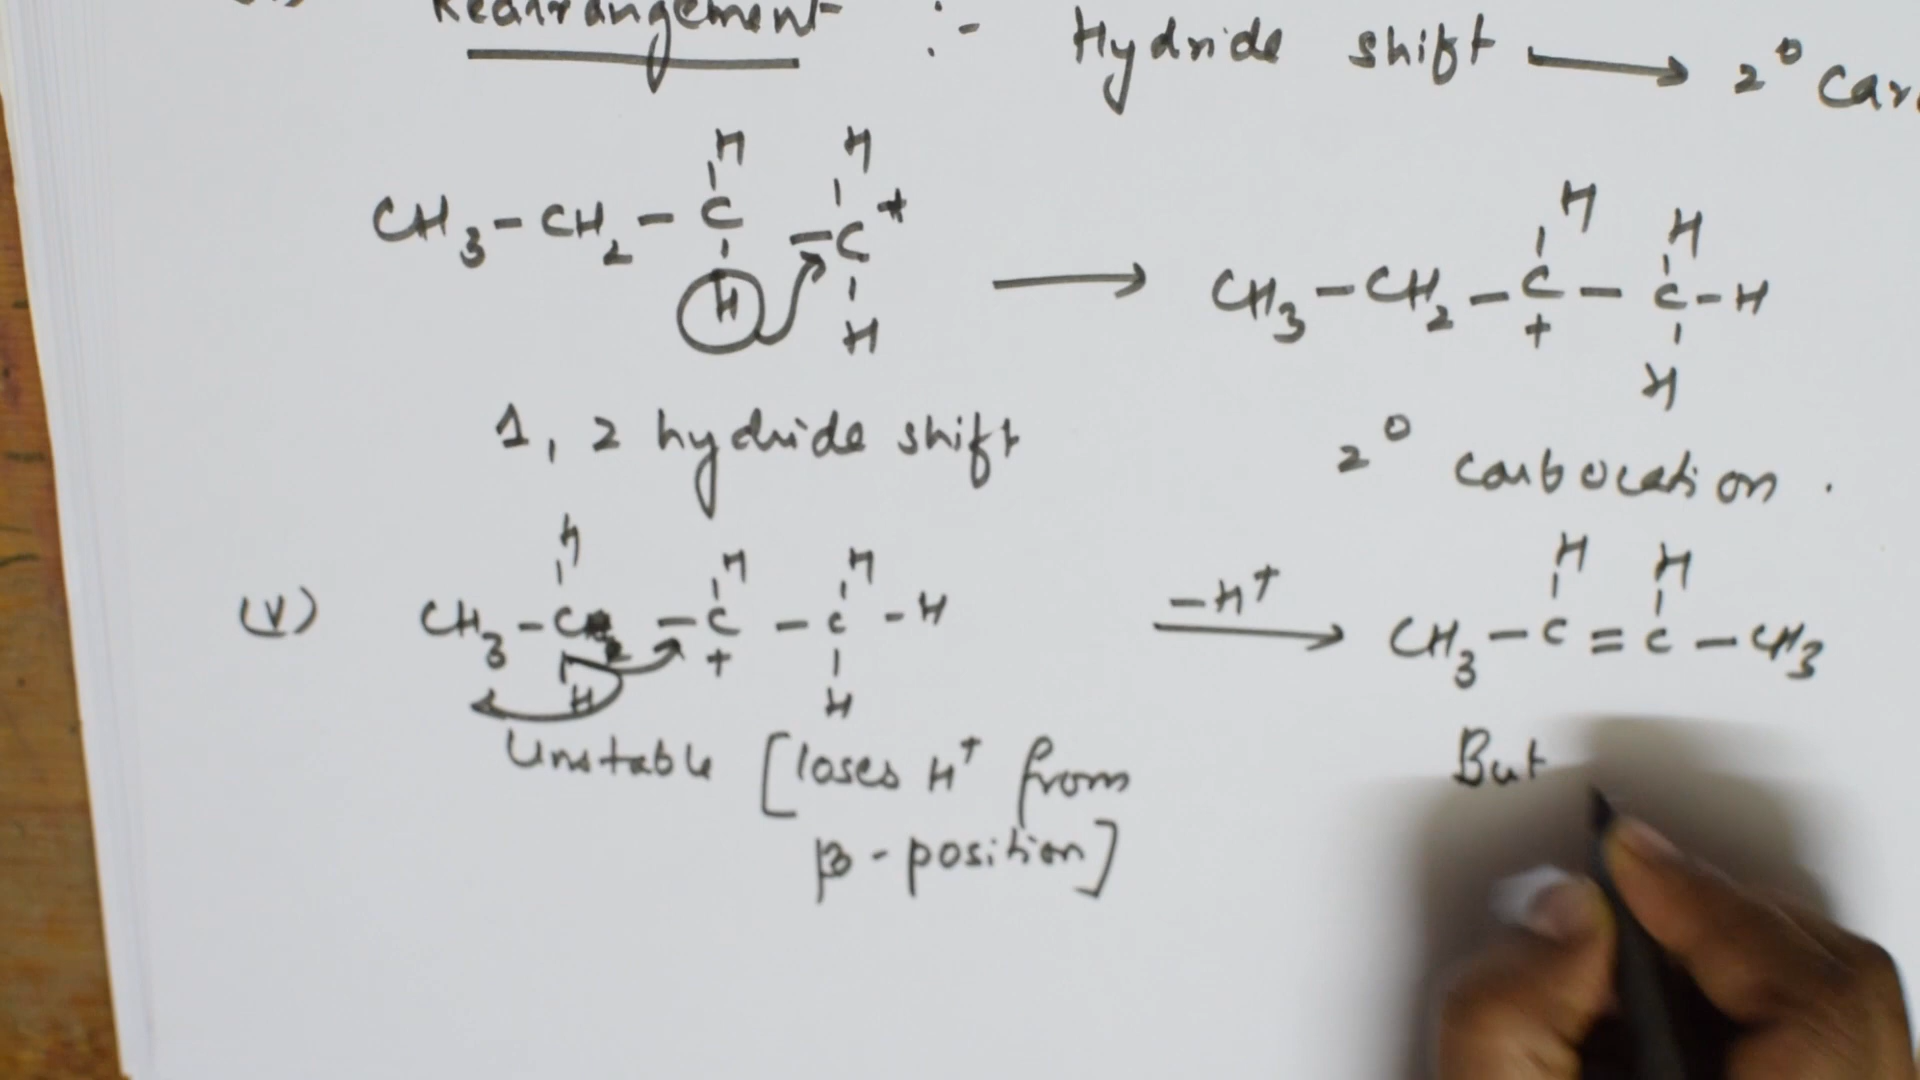 Rearrangement :- Hydride shift → 2° Car
H H
CH3 - CH2 - C - C+
H H
→
H H
CH3 - CH2 - C - C - H
+ H
1, 2 hydride shift
2° carbocation.
(V)
H H H
CH3 - C - C - C - H
H + H
-H+ →
H H
CH3 - C = C - CH3
Unstable [loses H+ from
β - position]
But